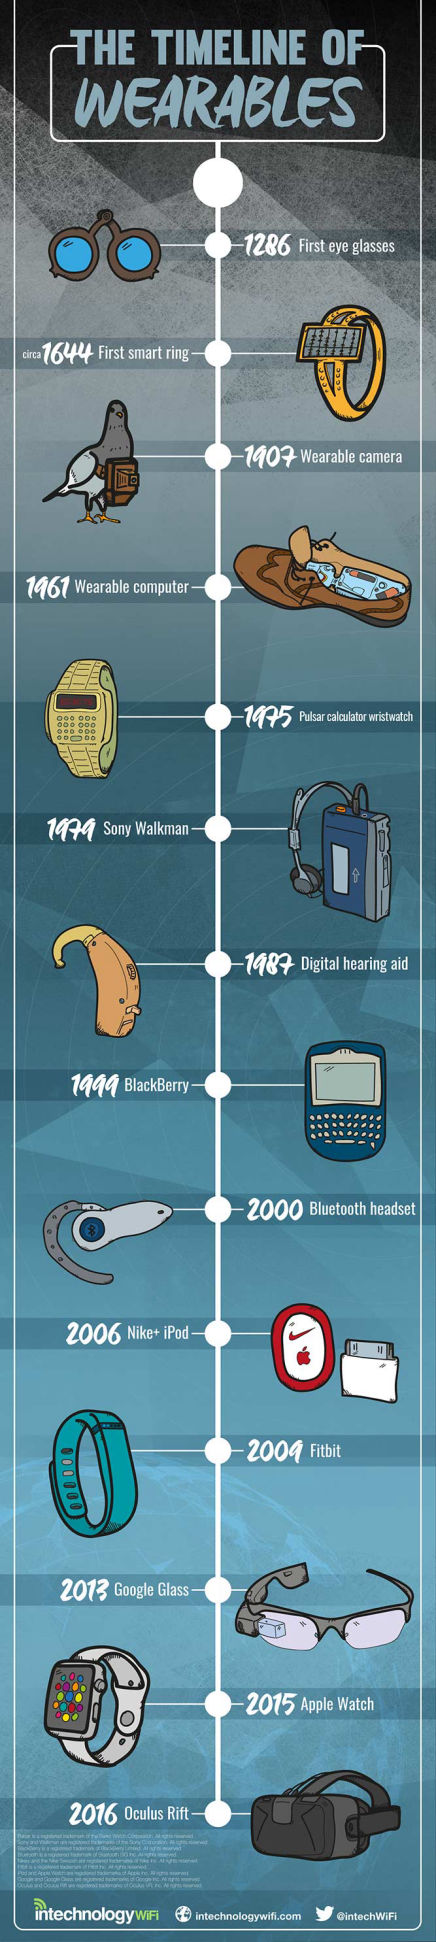 THE TIMELINE OF
WEARABLES
1286 First eye glasses
circa 1644 First smart ring
1907 Wearable camera
1961 Wearable computer
1975 Pulsar calculator wristwatch
1979 Sony Walkman
1987 Digital hearing aid
1999 BlackBerry
2000 Bluetooth headset
2006 Nike+ iPod
2009 Fitbit
2013 Google Glass
2015 Apple Watch
2016 Oculus Rift
intechnology WiFi
intechnologywifi.com
@intechWiFi